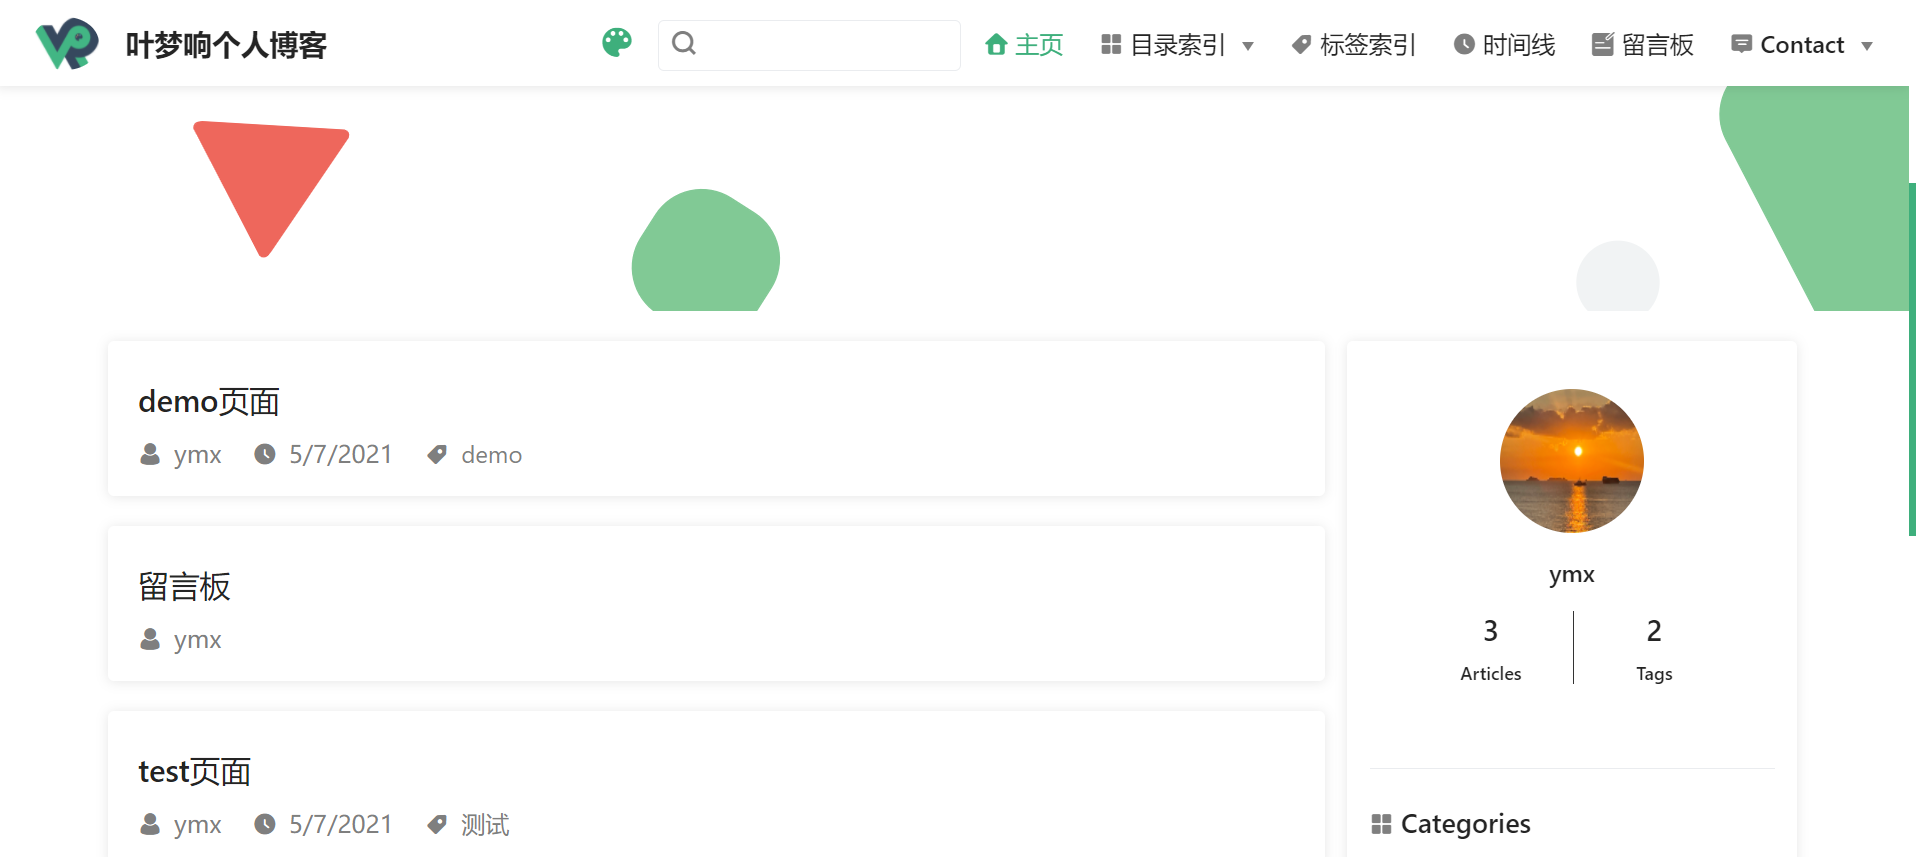 叶梦响个人博客
主页 目录索引 标签索引 时间线 留言板 Contact
demo页面
ymx 5/7/2021 demo
留言板
ymx
test页面
ymx 5/7/2021 测试
ymx
3 2
Articles Tags
Categories